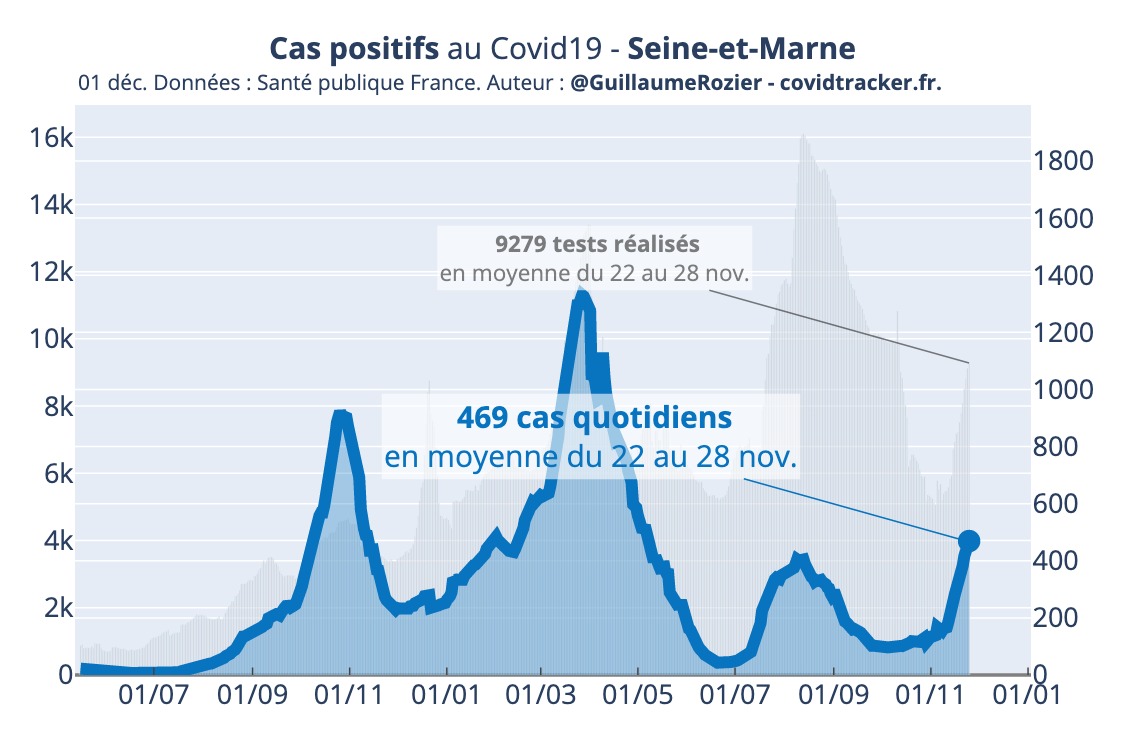 Cas positifs au Covid19 - Seine-et-Marne
01 déc. Données : Santé publique France. Auteur : @GuillaumeRozier - covidtracker.fr.
16k
14k
12k
10k
8k
6k
4k
2k
0
1800
1600
1400
1200
1000
800
600
400
200
0
9279 tests réalisés
en moyenne du 22 au 28 nov.
469 cas quotidiens
en moyenne du 22 au 28 nov.
01/07 01/09 01/11 01/01 01/03 01/05 01/07 01/09 01/11 01/01